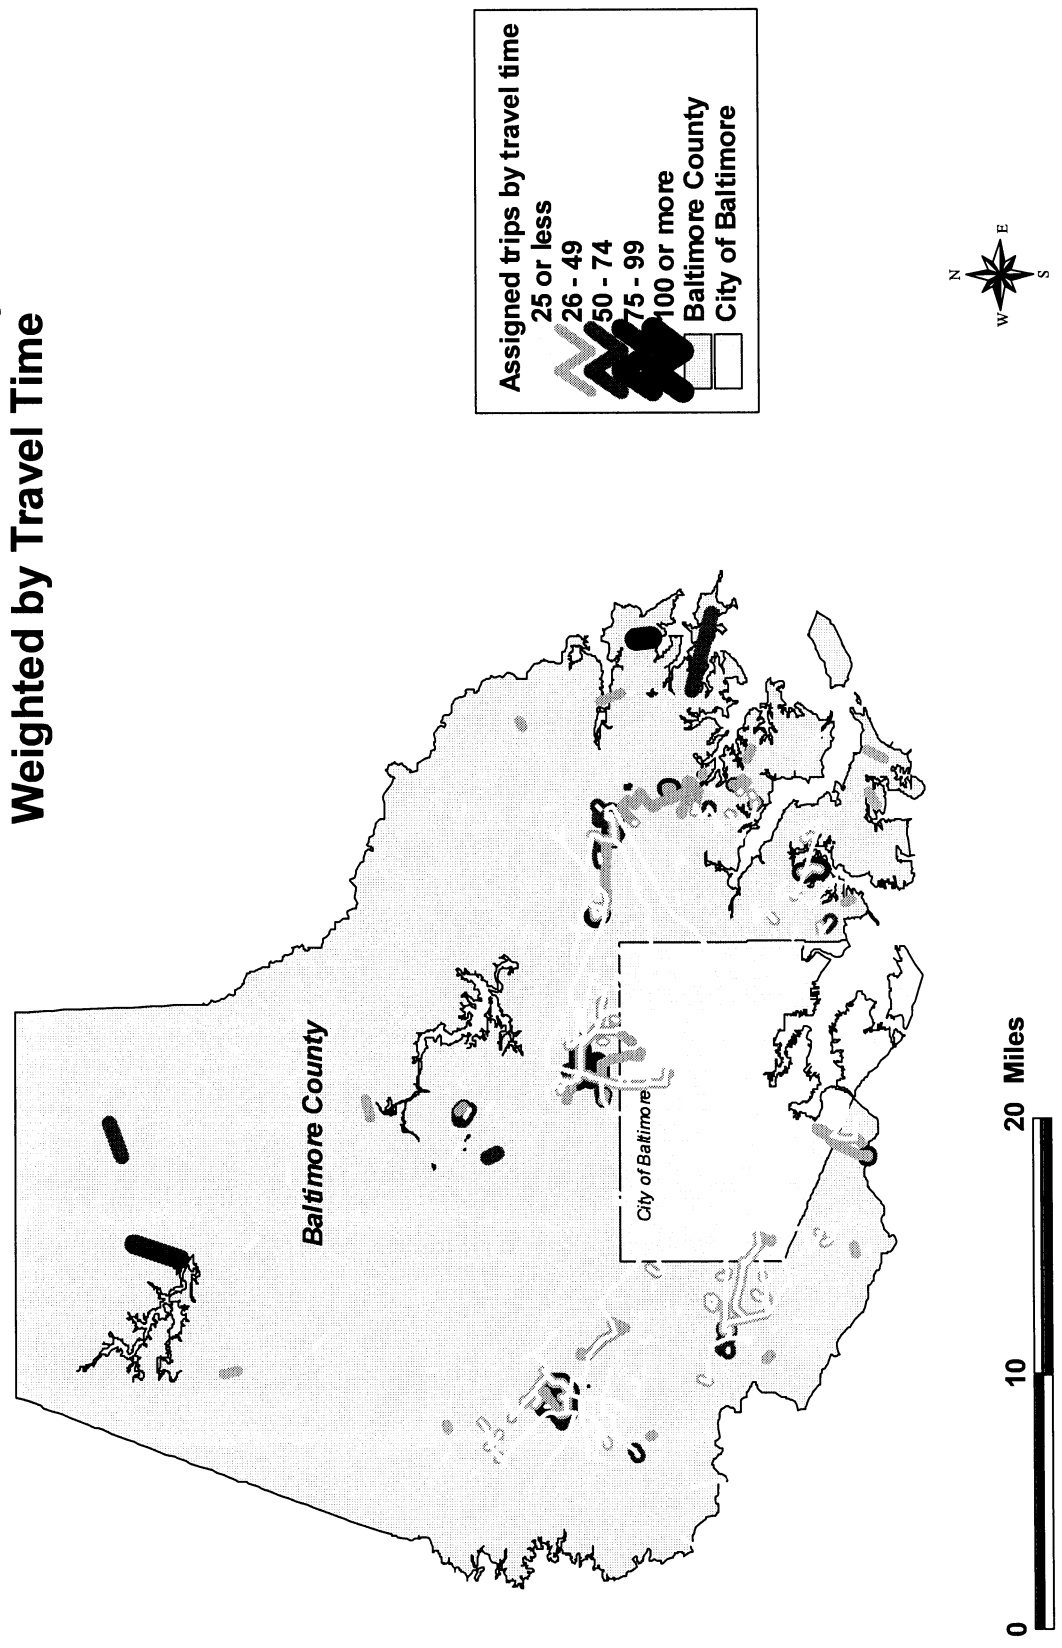 Weighted by Travel Time
Assigned trips by travel time
25 or less
26 - 49
50 - 74
75 - 99
100 or more
Baltimore County
City of Baltimore
Baltimore County
City of Baltimore
N
W
E
S
0
10
20 Miles